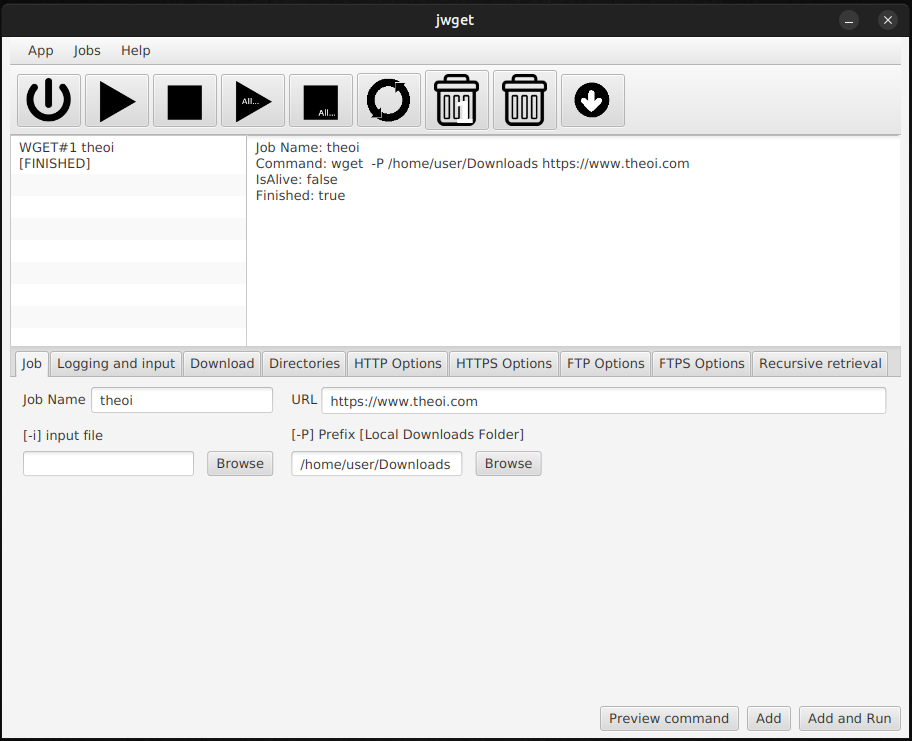 jwget
App Jobs Help
All... All...
WGET#1 theoi
[FINISHED]
Job Name: theoi
Command: wget  -P /home/user/Downloads https://www.theoi.com
IsAlive: false
Finished: true
Job Logging and input Download Directories HTTP Options HTTPS Options FTP Options FTPS Options Recursive retrieval
Job Name theoi URL https://www.theoi.com
[-i] input file [-P] Prefix [Local Downloads Folder]
Browse /home/user/Downloads Browse
Preview command Add Add and Run